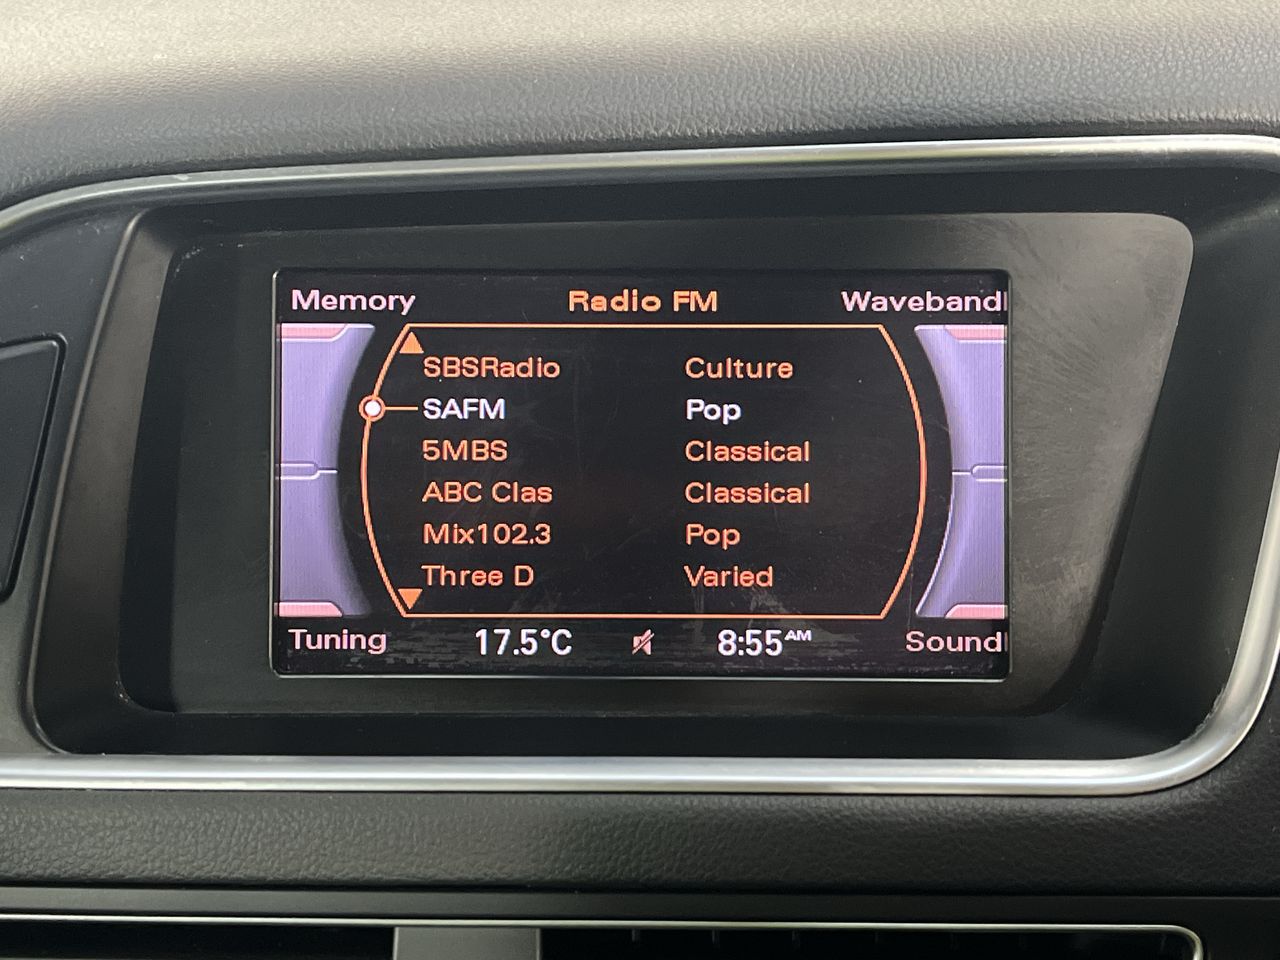 Memory Radio FM Waveband
SBSRadio Culture
SAFM Pop
5MBS Classical
ABC Clas Classical
Mix102.3 Pop
Three D Varied
Tuning 17.5°C 8:55AM Sound